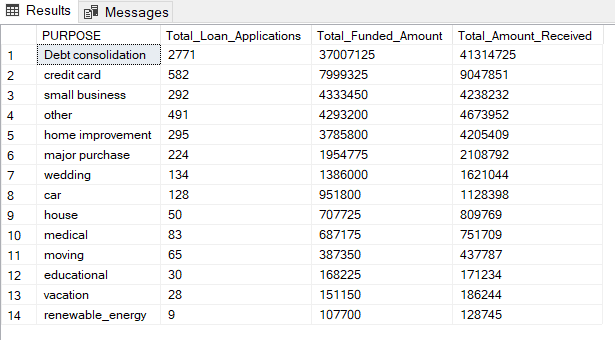 Results Messages
PURPOSE Total_Loan_Applications Total_Funded_Amount Total_Amount_Received
1 Debt consolidation 2771 37007125 41314725
2 credit card 582 7999325 9047851
3 small business 292 4333450 4238232
4 other 491 4293200 4673952
5 home improvement 295 3785800 4205409
6 major purchase 224 1954775 2108792
7 wedding 134 1386000 1621044
8 car 128 951800 1128398
9 house 50 707725 809769
10 medical 83 687175 751709
11 moving 65 387350 437787
12 educational 30 168225 171234
13 vacation 28 151150 186244
14 renewable_energy 9 107700 128745